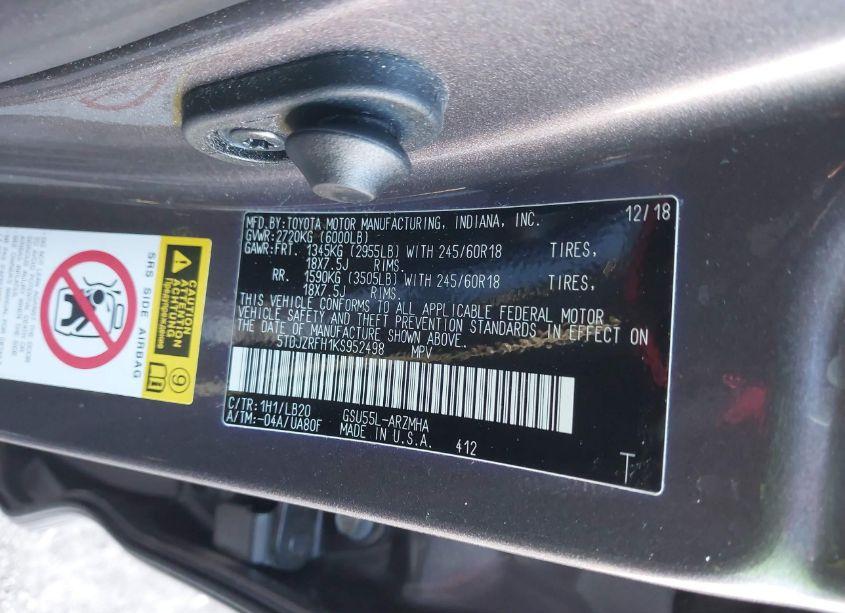 MFD.BY:TOYOTA MOTOR MANUFACTURING, INDIANA, INC. 12/18
GVWR:2720KG (6000LB)
GAWR:FRT. 1345KG (2955LB) WITH 245/60R18 TIRES,
18X7.5J RIMS.
RR. 1590KG (3505LB) WITH 245/60R18 TIRES,
18X7.5J RIMS.
THIS VEHICLE CONFORMS TO ALL APPLICABLE FEDERAL MOTOR
VEHICLE SAFETY AND THEFT PREVENTION STANDARDS IN EFFECT ON
THE DATE OF MANUFACTURE SHOWN ABOVE.
5TDJZRFH1KS952498 MPV
C/TR:1H1/LB20 GSU55L-ARZMHA
A/TM:-04A/UA80F MADE IN U.S.A. 412
T
CAUTION
ATTENTION
ACHTUNG
SRS SIDE AIRBAG
9